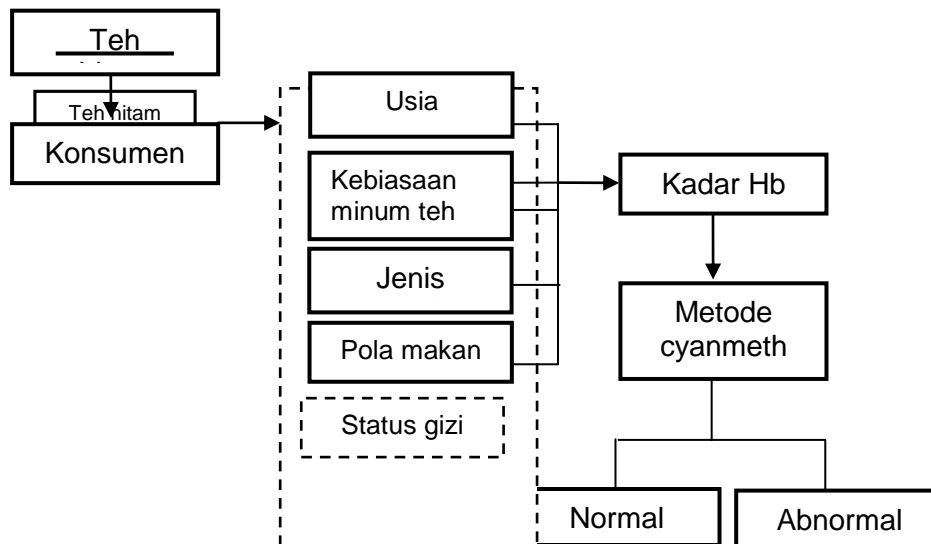 Teh
Teh hitam
Konsumen
Usia
Kebiasaan
minum teh
Jenis
Pola makan
Status gizi
Kadar Hb
Metode
cyanmeth
Normal
Abnormal